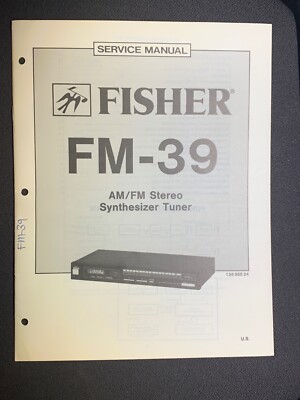 SERVICE MANUAL
FISHER®
FM-39
AM/FM Stereo
Synthesizer Tuner
FM-39
U.S.